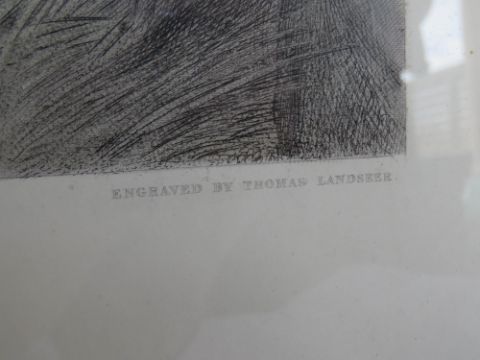 ENGRAVED BY THOMAS LANDSEER.